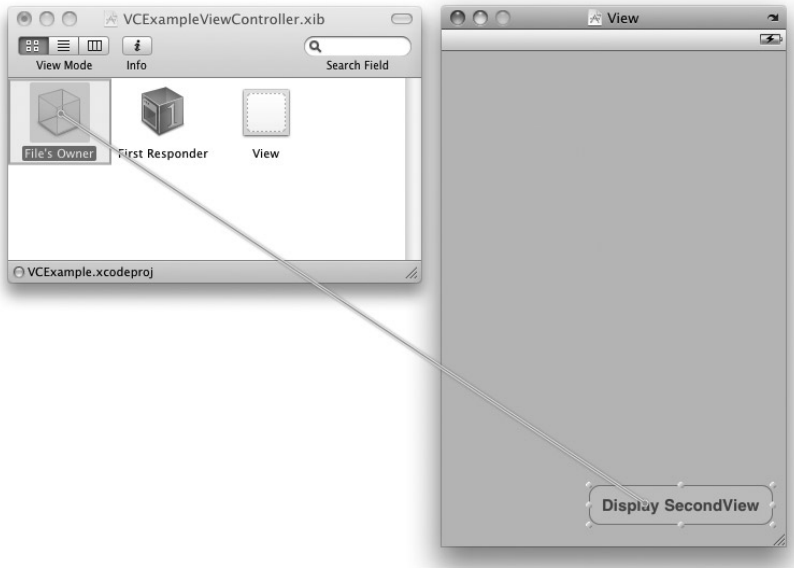 VCExampleViewController.xib
View Mode
Info
Search Field
File's Owner
First Responder
View
VCExample.xcodeproj
View
Display SecondView